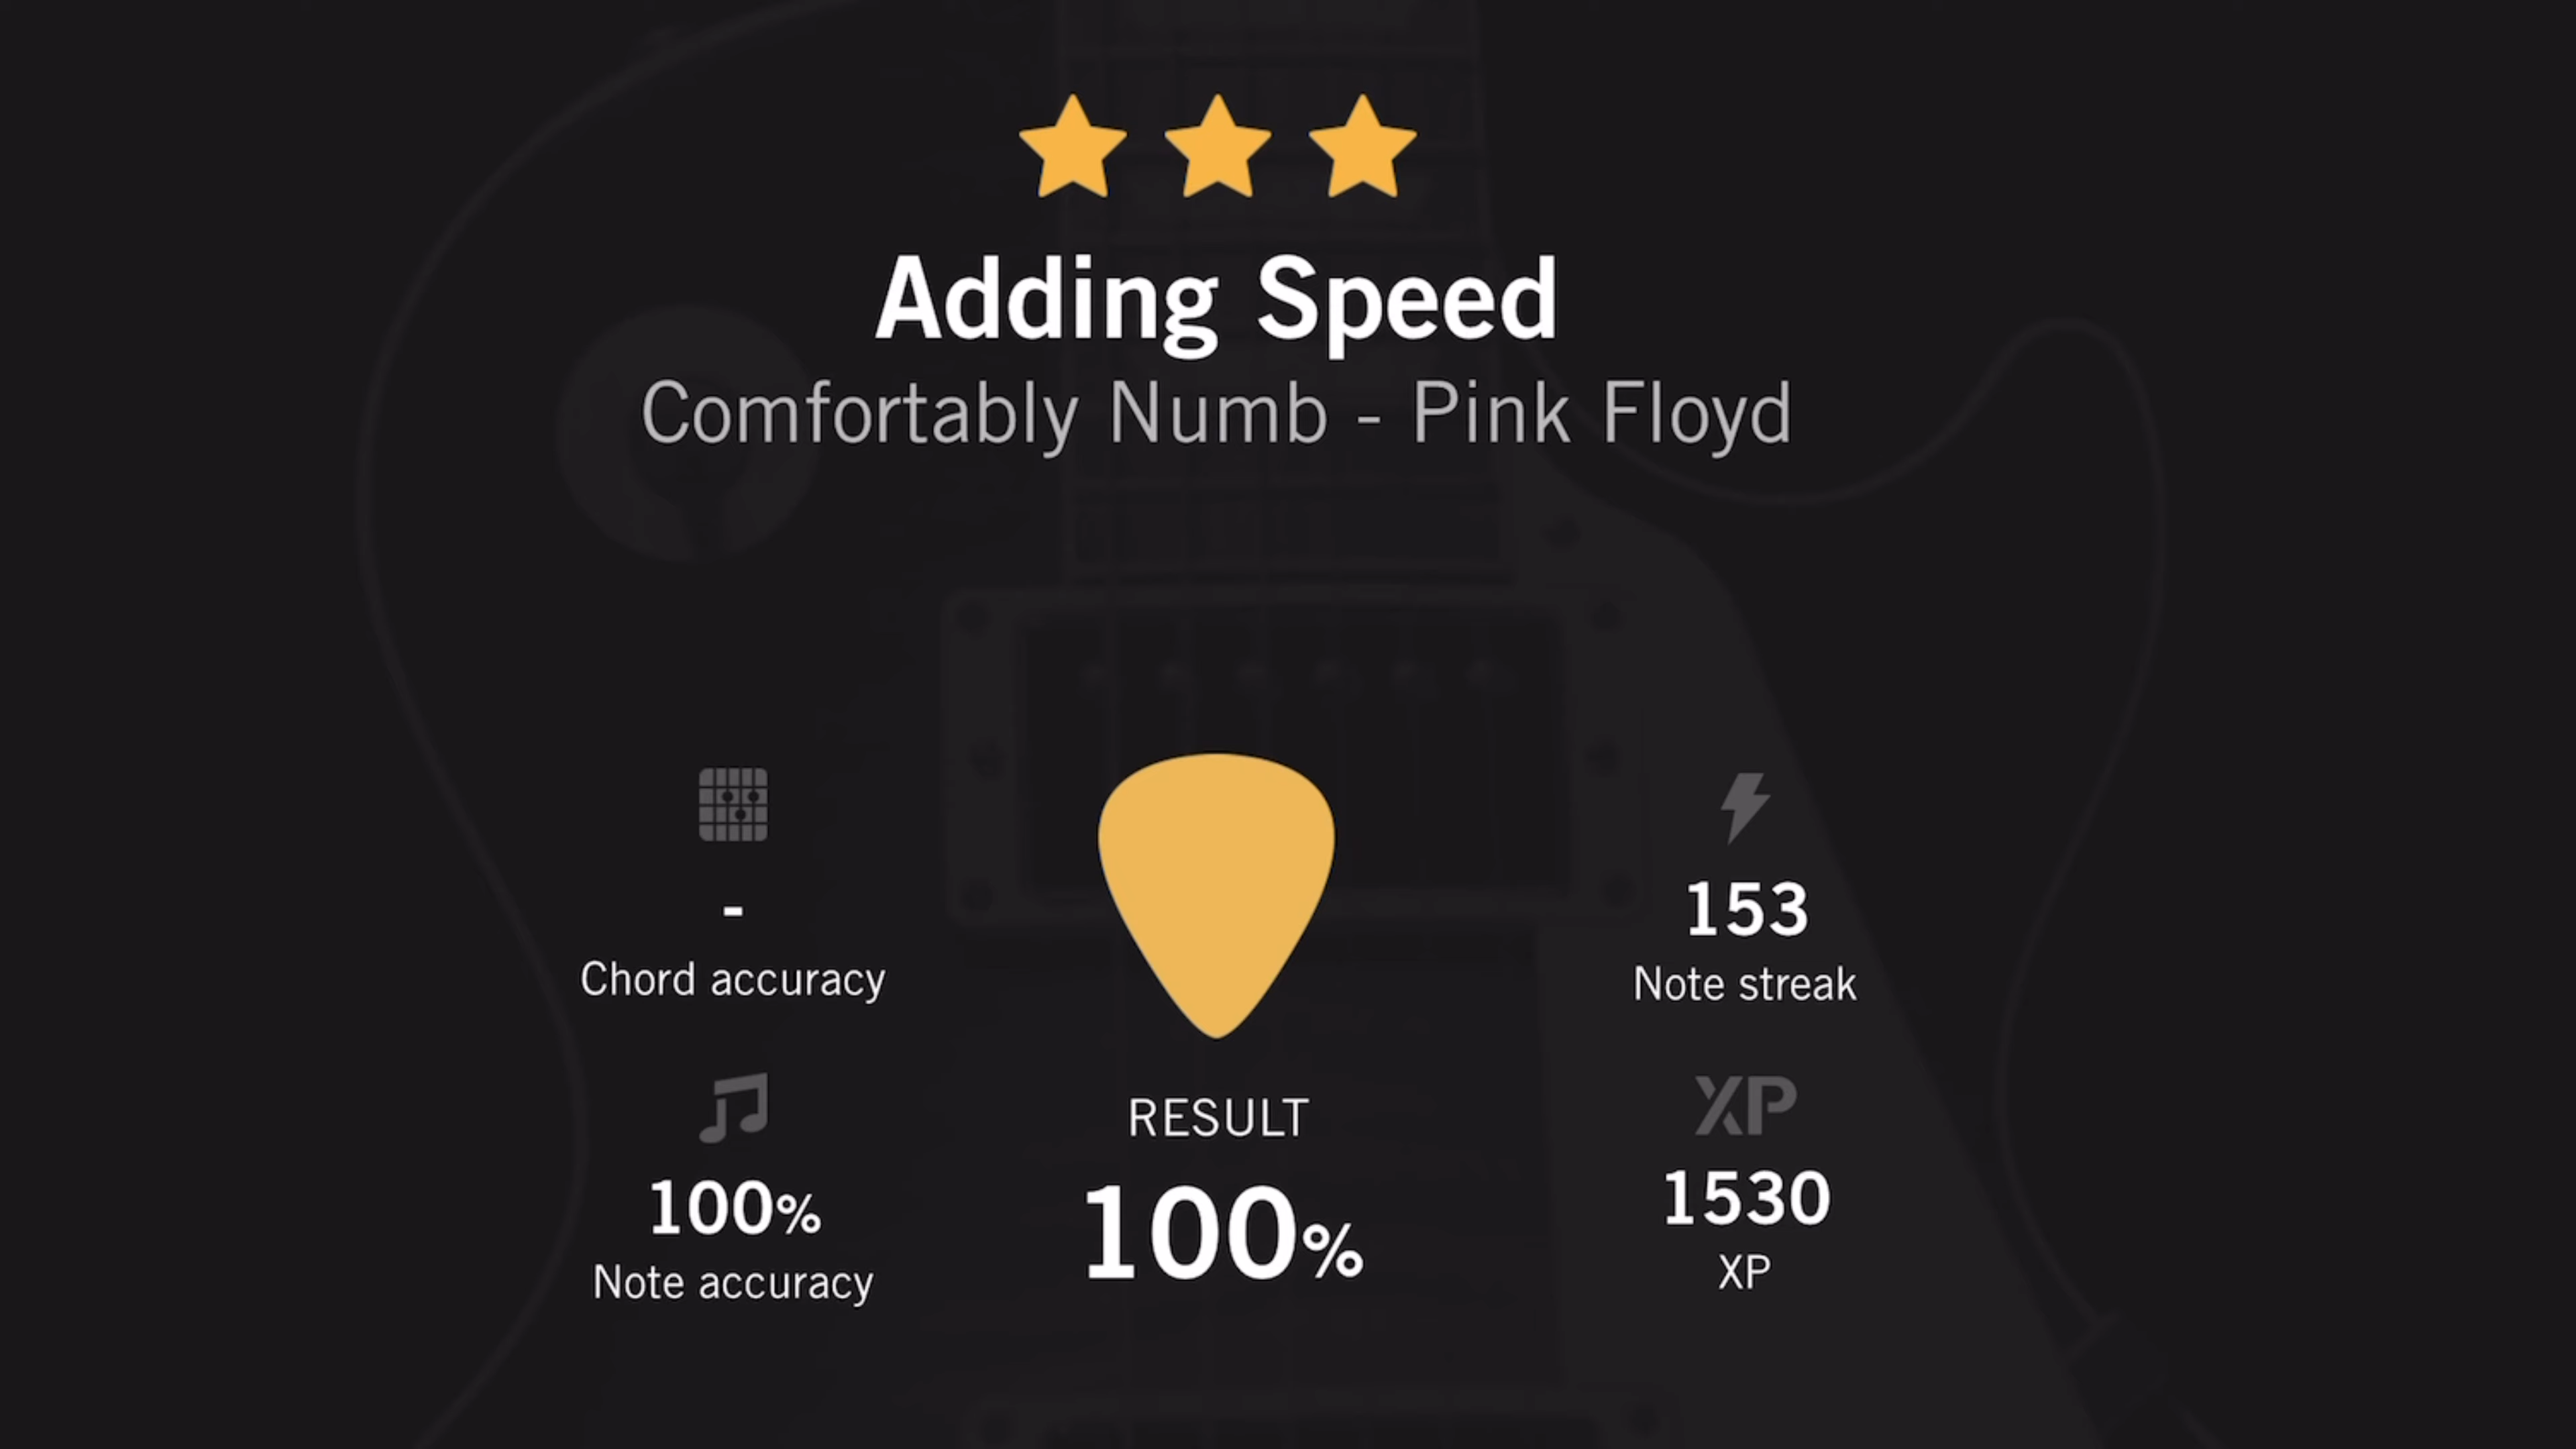 Adding Speed
Comfortably Numb - Pink Floyd
-
Chord accuracy
100%
Note accuracy
RESULT
100%
153
Note streak
XP
1530
XP